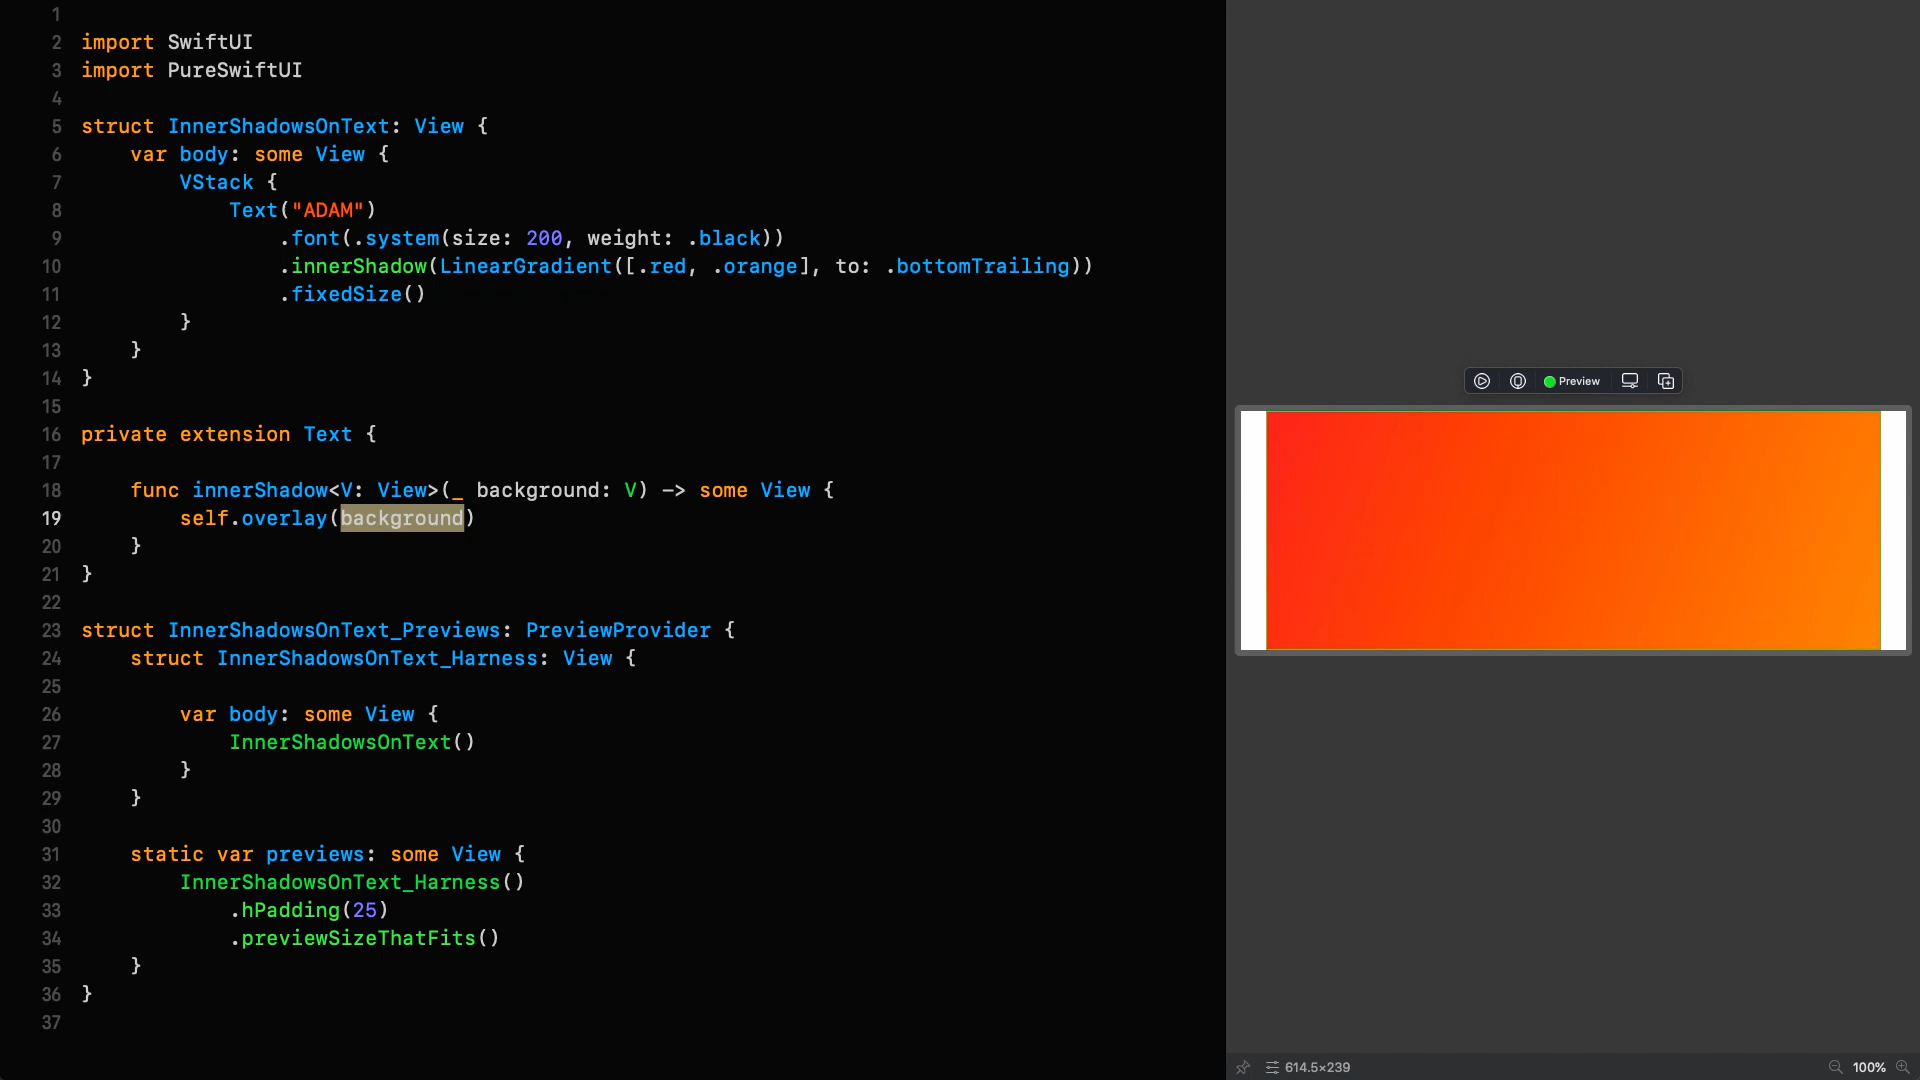 1
2 import SwiftUI
3 import PureSwiftUI
4
5 struct InnerShadowsOnText: View {
6     var body: some View {
7         VStack {
8             Text("ADAM")
9                 .font(.system(size: 200, weight: .black))
10                 .innerShadow(LinearGradient([.red, .orange], to: .bottomTrailing))
11                 .fixedSize()
12         }
13     }
14 }
15
16 private extension Text {
17
18     func innerShadow<V: View>(_ background: V) -> some View {
19         self.overlay(background)
20     }
21 }
22
23 struct InnerShadowsOnText_Previews: PreviewProvider {
24     struct InnerShadowsOnText_Harness: View {
25
26         var body: some View {
27             InnerShadowsOnText()
28         }
29     }
30
31     static var previews: some View {
32         InnerShadowsOnText_Harness()
33             .hPadding(25)
34             .previewSizeThatFits()
35     }
36 }
37
Preview
614.5×239
100%